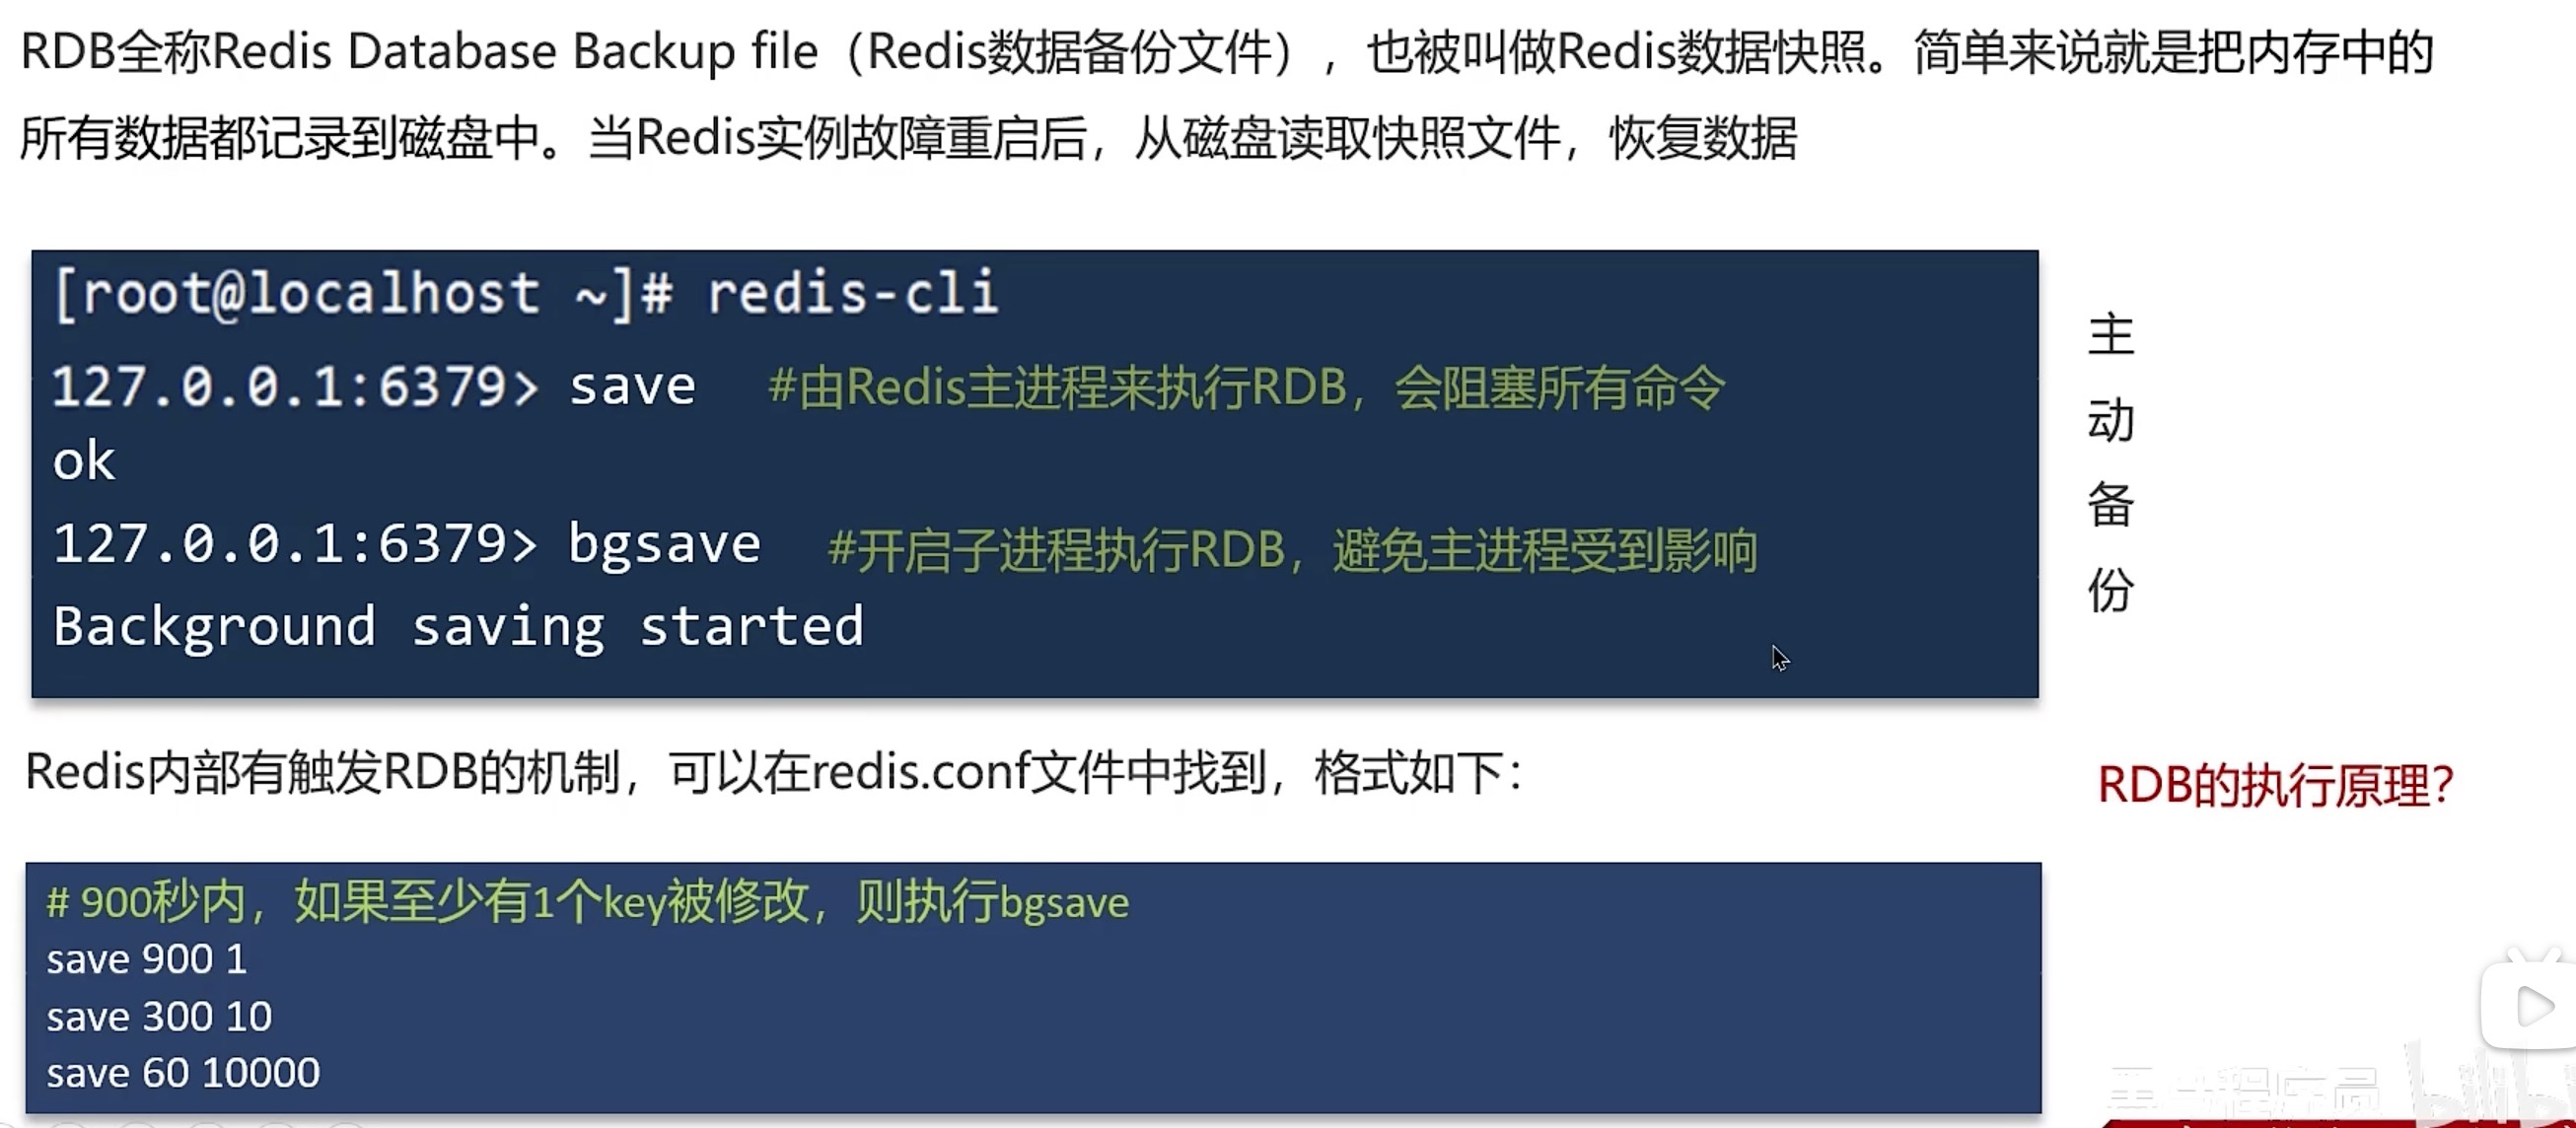 RDB全称Redis Database Backup file（Redis数据备份文件），也被叫做Redis数据快照。简单来说就是把内存中的
所有数据都记录到磁盘中。当Redis实例故障重启后，从磁盘读取快照文件，恢复数据
[root@localhost ~]# redis-cli
127.0.0.1:6379> save #由Redis主进程来执行RDB，会阻塞所有命令
ok
127.0.0.1:6379> bgsave #开启子进程执行RDB，避免主进程受到影响
Background saving started
主
动
备
份
Redis内部有触发RDB的机制，可以在redis.conf文件中找到，格式如下：
RDB的执行原理？
# 900秒内，如果至少有1个key被修改，则执行bgsave
save 900 1
save 300 10
save 60 10000